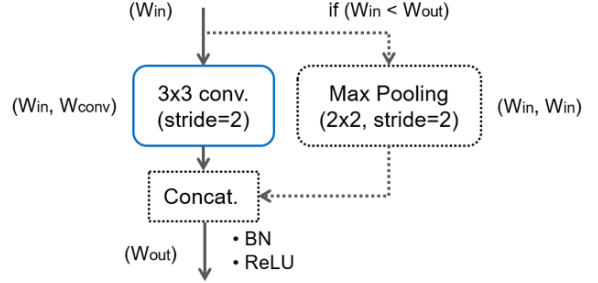 (Win)
if (Win < Wout)
(Win, Wconv)
3x3 conv.
(stride=2)
Max Pooling
(2x2, stride=2)
(Win, Win)
Concat.
(Wout)
• BN
• ReLU